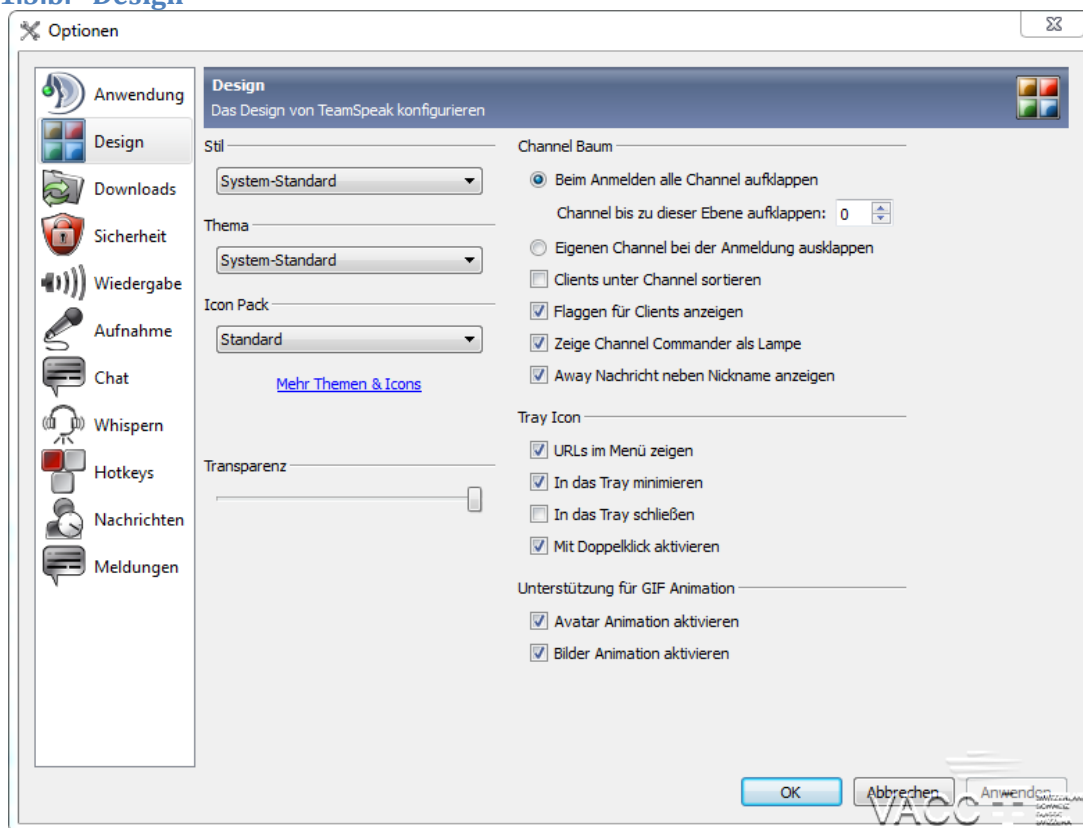 Design
Optionen
Anwendung
Design
Downloads
Sicherheit
Wiedergabe
Aufnahme
Chat
Whispern
Hotkeys
Nachrichten
Meldungen
Design
Das Design von TeamSpeak konfigurieren
Stil
System-Standard
Thema
System-Standard
Icon Pack
Standard
Mehr Themen & Icons
Transparenz
Channel Baum
Beim Anmelden alle Channel aufklappen
Channel bis zu dieser Ebene aufklappen: 0
Eigenen Channel bei der Anmeldung ausklappen
Clients unter Channel sortieren
Flaggen für Clients anzeigen
Zeige Channel Commander als Lampe
Away Nachricht neben Nickname anzeigen
Tray Icon
URLs im Menü zeigen
In das Tray minimieren
In das Tray schließen
Mit Doppelklick aktivieren
Unterstützung für GIF Animation
Avatar Animation aktivieren
Bilder Animation aktivieren
OK
Abbrechen
Anwenden
VACC